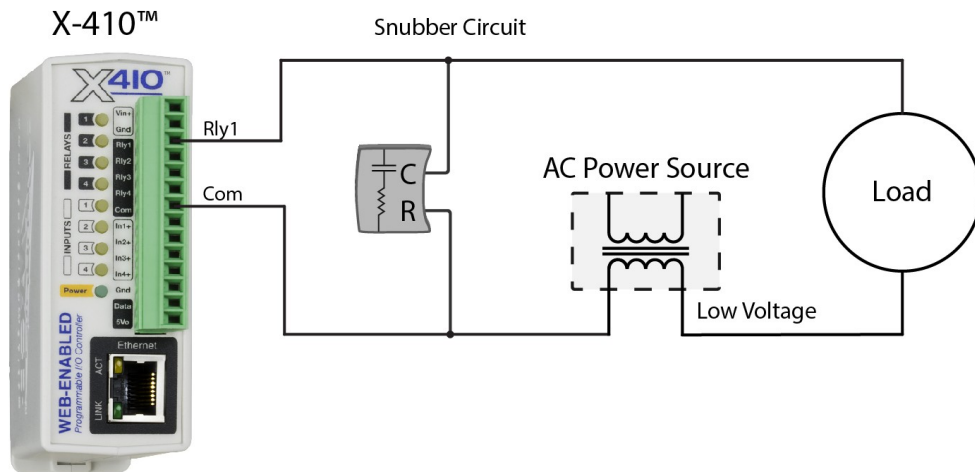 X-410™
Snubber Circuit
X410™
Vin+
Gnd
Rly1
Rly2
Rly3
Rly4
Com
In1+
In2+
In3+
In4+
Gnd
Data
5Vo
RELAYS
1
2
3
4
INPUTS
1
2
3
4
Power
WEB-ENABLED
Programmable I/O Controller
Ethernet
ACT
LINK
Rly1
Com
C
R
AC Power Source
Low Voltage
Load